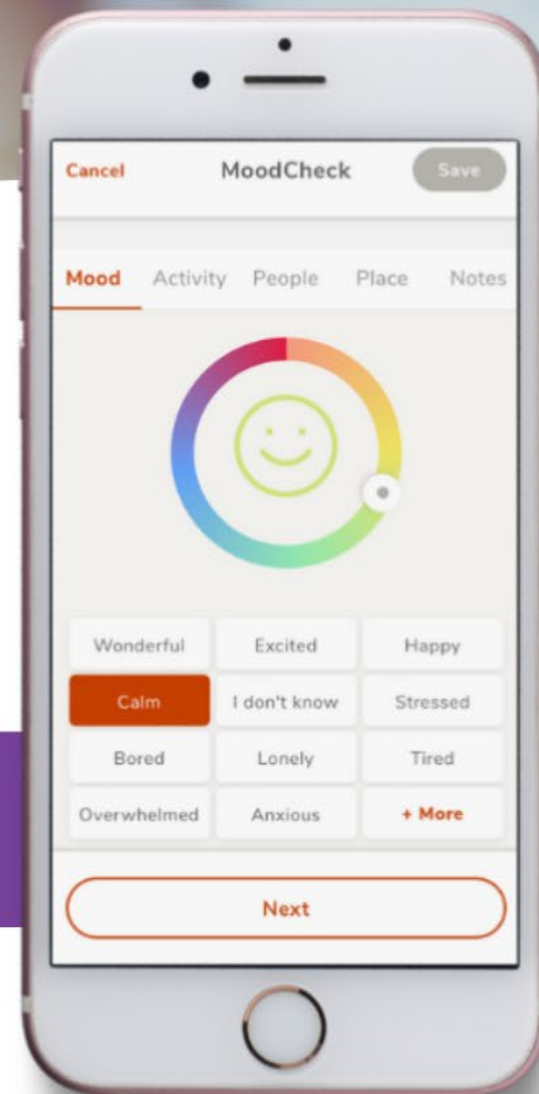 Cancel MoodCheck Save
Mood Activity People Place Notes
Wonderful Excited Happy
Calm I don't know Stressed
Bored Lonely Tired
Overwhelmed Anxious + More
Next